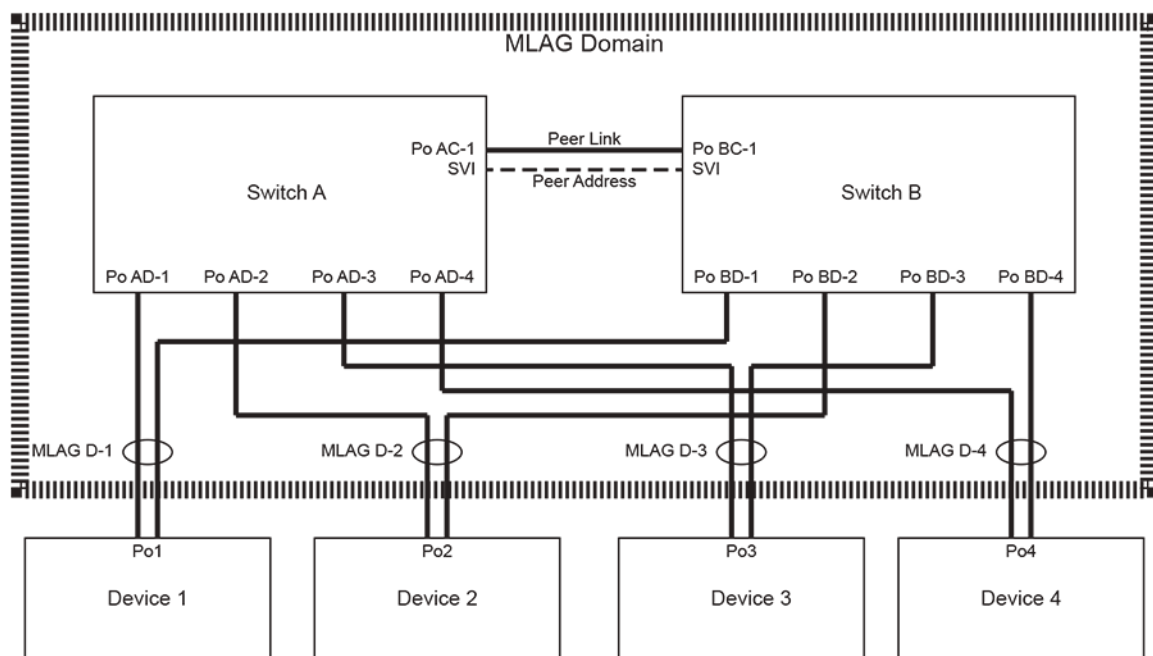 MLAG Domain
Po AC-1
Peer Link
Po BC-1
SVI
Peer Address
SVI
Switch A
Switch B
Po AD-1
Po AD-2
Po AD-3
Po AD-4
Po BD-1
Po BD-2
Po BD-3
Po BD-4
MLAG D-1
MLAG D-2
MLAG D-3
MLAG D-4
Po1
Po2
Po3
Po4
Device 1
Device 2
Device 3
Device 4